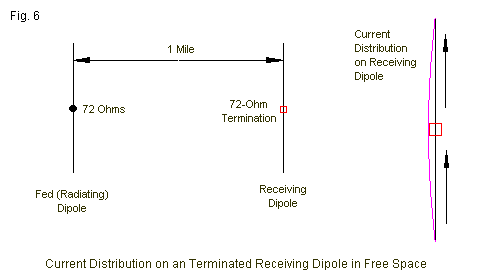 Fig. 6
1 Mile
Current
Distribution
on Receiving
Dipole
72 Ohms
72-Ohm
Termination
Fed (Radiating)
Dipole
Receiving
Dipole
Current Distribution on an Terminated Receiving Dipole in Free Space